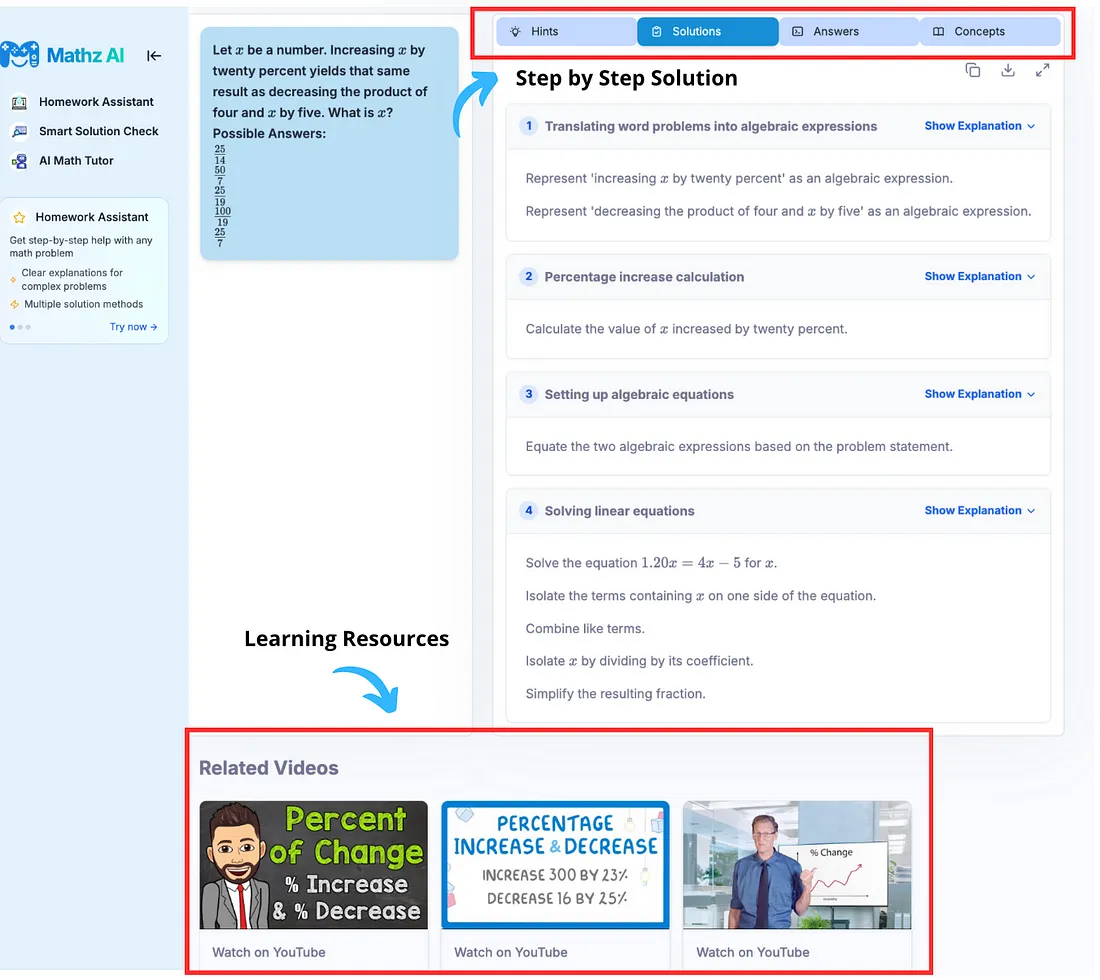 Mathz AI
Homework Assistant
Smart Solution Check
AI Math Tutor
Homework Assistant
Get step-by-step help with any
math problem
Clear explanations for
complex problems
Multiple solution methods
Try now →
Let x be a number. Increasing x by
twenty percent yields that same
result as decreasing the product of
four and x by five. What is x?
Possible Answers:
25/14
50/7
25/19
100/19
25/7
Hints
Solutions
Answers
Concepts
Step by Step Solution
1 Translating word problems into algebraic expressions Show Explanation
Represent 'increasing x by twenty percent' as an algebraic expression.
Represent 'decreasing the product of four and x by five' as an algebraic expression.
2 Percentage increase calculation Show Explanation
Calculate the value of x increased by twenty percent.
3 Setting up algebraic equations Show Explanation
Equate the two algebraic expressions based on the problem statement.
4 Solving linear equations Show Explanation
Solve the equation 1.20x = 4x − 5 for x.
Isolate the terms containing x on one side of the equation.
Combine like terms.
Isolate x by dividing by its coefficient.
Simplify the resulting fraction.
Learning Resources
Related Videos
Percent
of Change
% Increase
& % Decrease
Watch on YouTube
PERCENTAGE
INCREASE & DECREASE
INCREASE 300 BY 23%
DECREASE 16 BY 25%
Watch on YouTube
% Change
Watch on YouTube